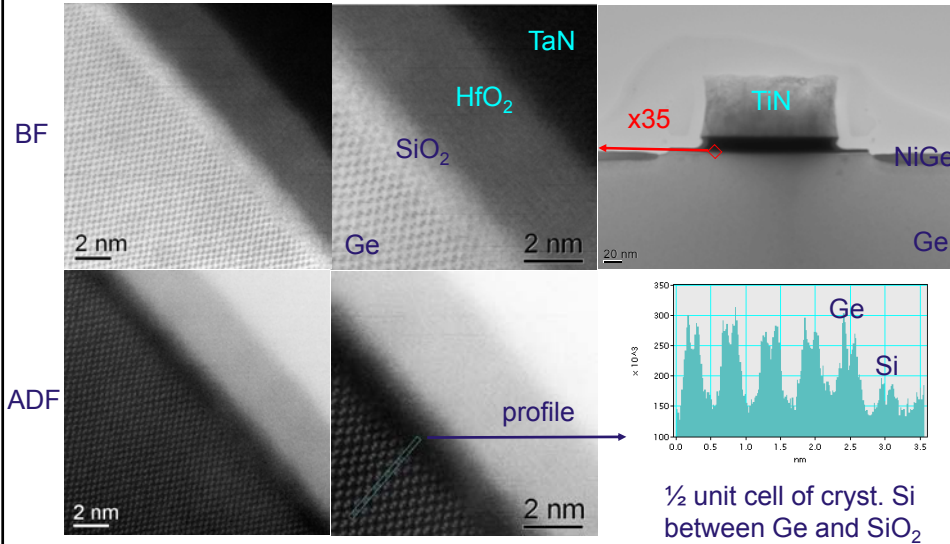 BF
2 nm
TaN
HfO₂
SiO₂
Ge
2 nm
TiN
x35
NiGe
Ge
20 nm
ADF
2 nm
profile
2 nm
350
300
250
200
150
100
x 10^3
Ge
Si
0.0 0.5 1.0 1.5 2.0 2.5 3.0 3.5
nm
½ unit cell of cryst. Si
between Ge and SiO₂